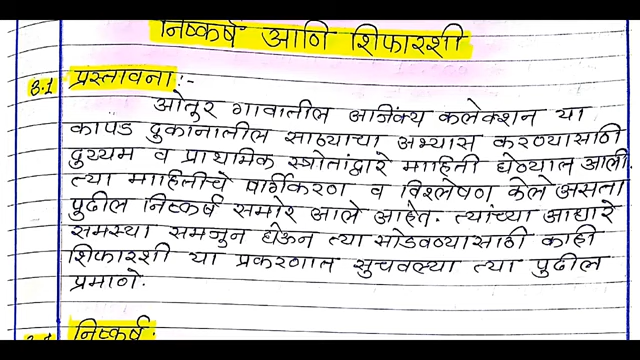 निष्कर्ष आणि शिफारशी
3.1 प्रस्तावना :-
ओतूर गावातील अजिंक्य कलेक्शन या
कापड दुकानातील साठ्याचा अभ्यास करण्यासाठी
दुय्यम व प्राथमिक स्त्रोतांद्वारे माहिती घेण्यात आली.
त्या माहितीचे वर्गीकरण व विश्लेषण केले असता
पुढील निष्कर्ष समोर आले आहेत. त्यांच्या आधारे
समस्या समजून घेऊन त्या सोडवण्यासाठी काही
शिफारशी या प्रकरणात सुचवल्या त्या पुढील
प्रमाणे.
निष्कर्ष :